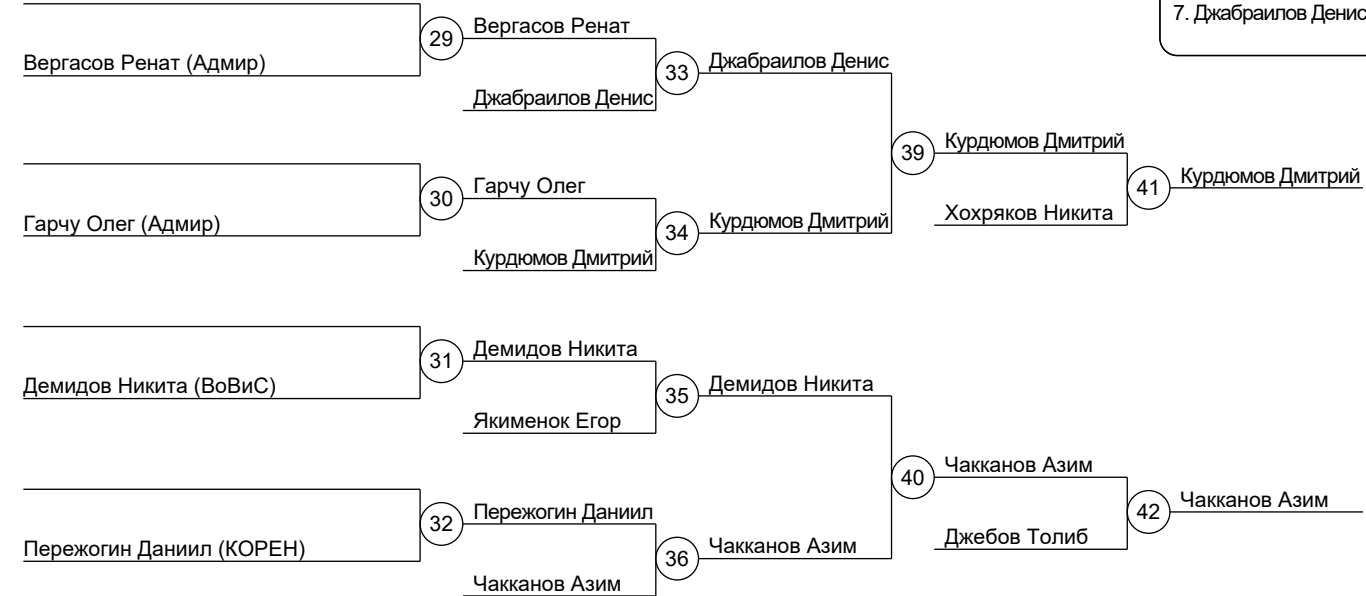 7. Джабраилов Денис
29
Вергасов Ренат
Вергасов Ренат (Адмир)
33
Джабраилов Денис
Джабраилов Денис
39
Курдюмов Дмитрий
30
Гарчу Олег
41
Курдюмов Дмитрий
Гарчу Олег (Адмир)
34
Курдюмов Дмитрий
Хохряков Никита
Курдюмов Дмитрий
31
Демидов Никита
Демидов Никита (ВоВиС)
35
Демидов Никита
Якименок Егор
40
Чакканов Азим
32
Пережогин Даниил
42
Чакканов Азим
Пережогин Даниил (КОРЕН)
36
Чакканов Азим
Джебов Толиб
Чакканов Азим